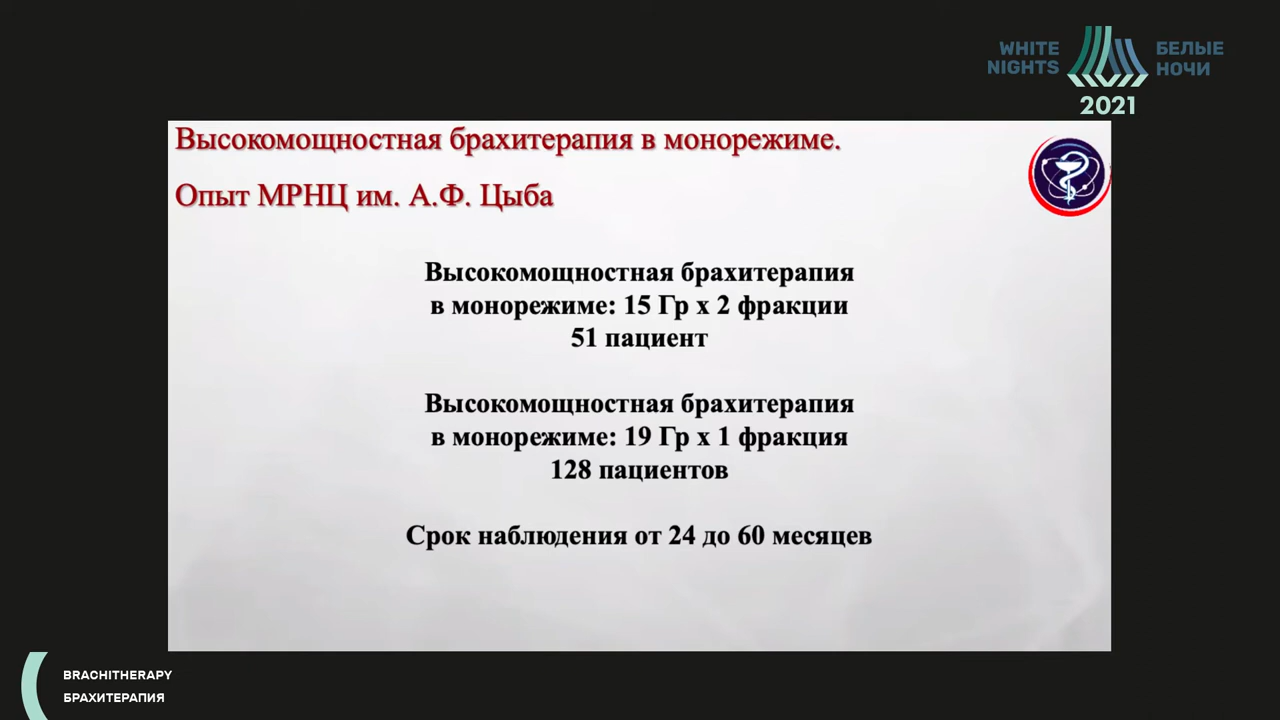 WHITE
NIGHTS
БЕЛЫЕ
НОЧИ
2021
Высокомощностная брахитерапия в монорежиме.
Опыт МРНЦ им. А.Ф. Цыба
Высокомощностная брахитерапия
в монорежиме: 15 Гр х 2 фракции
51 пациент
Высокомощностная брахитерапия
в монорежиме: 19 Гр х 1 фракция
128 пациентов
Срок наблюдения от 24 до 60 месяцев
BRACHITHERAPY
БРАХИТЕРАПИЯ